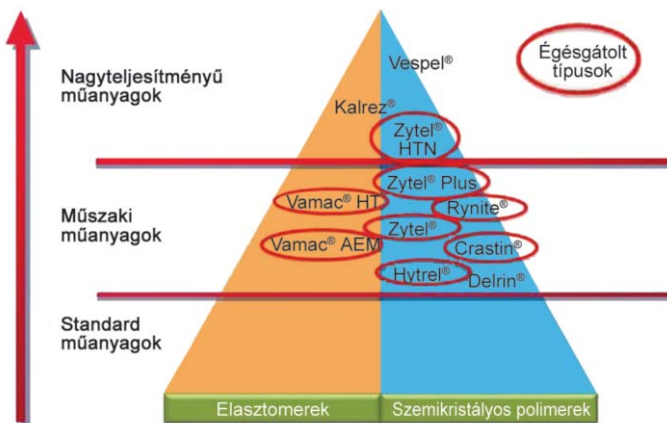 Vespel®
Égésgátolt
típusok
Nagyteljesítményű
műanyagok
Kalrez®
Zytel®
HTN
Zytel® Plus
Vamac® HT
Rynite®
Műszaki
műanyagok
Zytel®
Vamac® AEM
Crastin®
Hytrel®
Delrin®
Standard
műanyagok
Elasztomerek
Szemikristályos polimerek